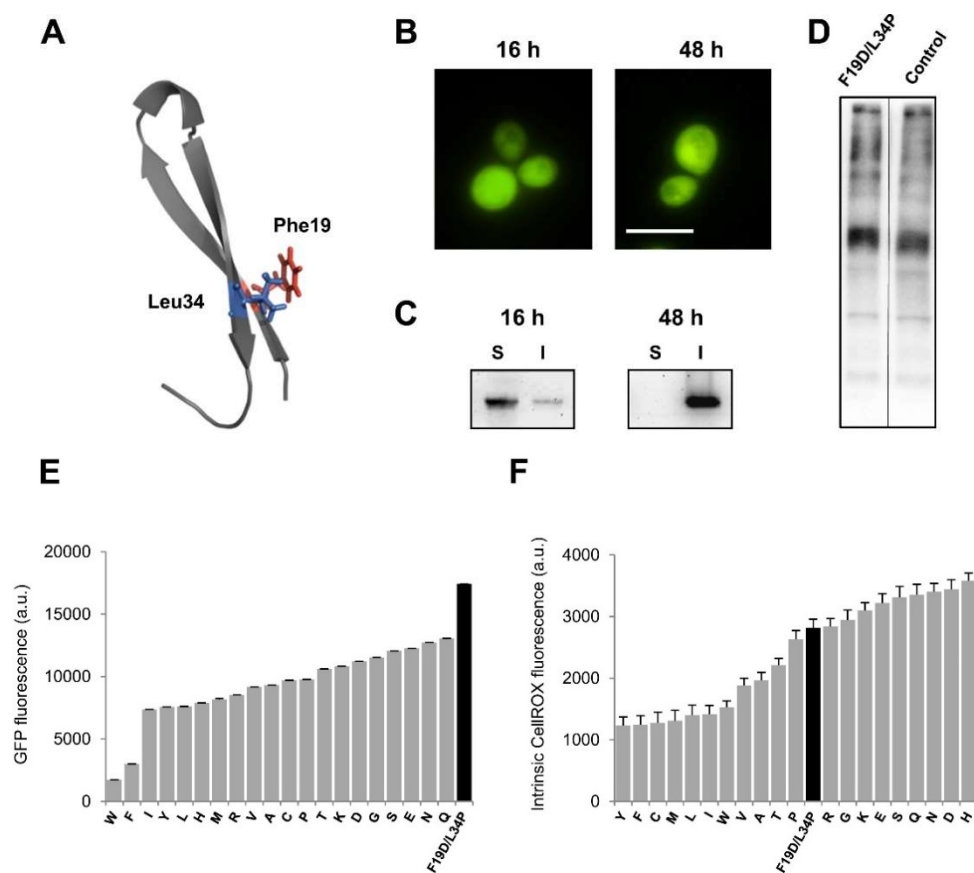 A
Phe19
Leu34
B
16 h
48 h
C
16 h
48 h
S I
S I
D
F19D/L34P
Control
E
GFP fluorescence (a.u.)
20000
15000
10000
5000
0
W F I Y L H M R V A C P T K D G S E N Q F19D/L34P
F
Intrinsic CellROX fluorescence (a.u.)
4000
3000
2000
1000
0
Y F C M L I W V A T P F19D/L34P R G K E S Q N D H